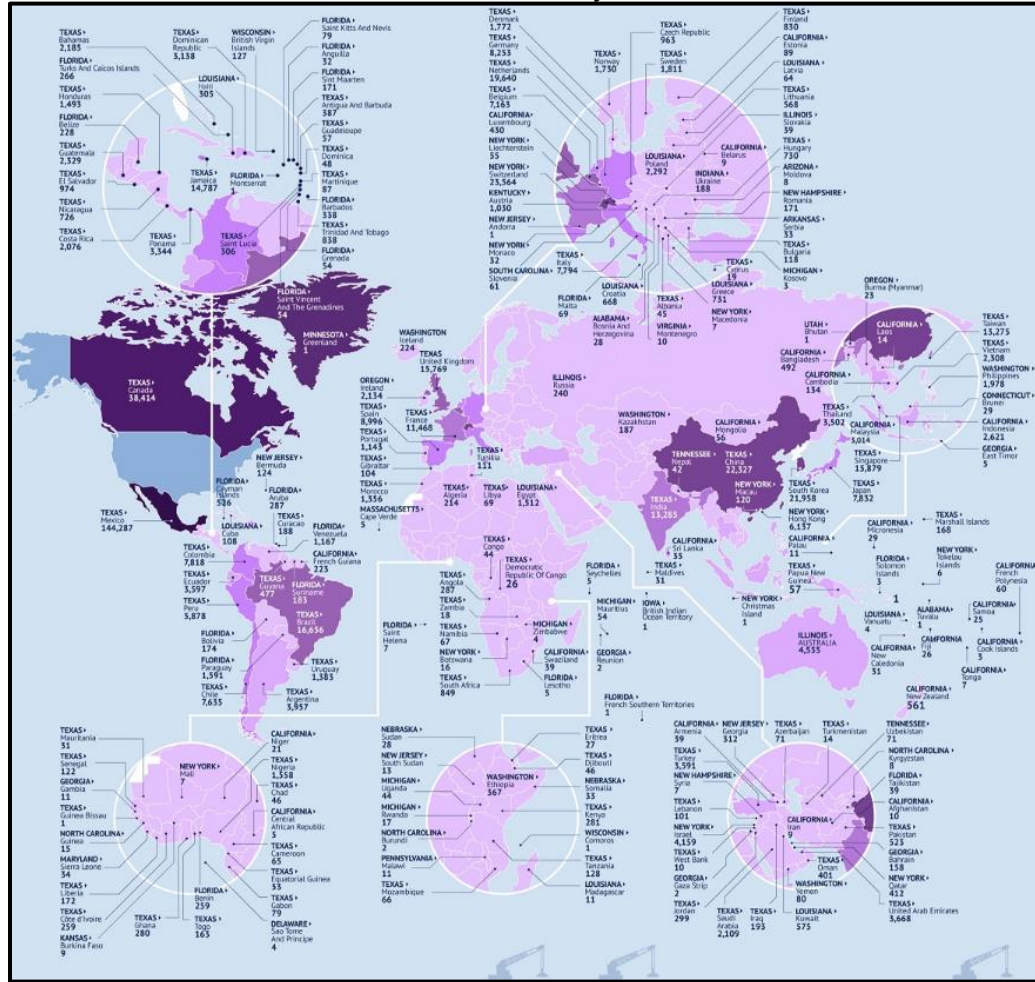 TEXAS
Bahamas
2,185
FLORIDA
Turks And Caicos Islands
266
TEXAS
Honduras
1,493
FLORIDA
Belize
228
TEXAS
Guatemala
2,329
TEXAS
El Salvador
974
TEXAS
Nicaragua
726
TEXAS
Costa Rica
2,076
TEXAS
Dominican
Republic
3,138
WISCONSIN
British Virgin
Islands
127
LOUISIANA
Haiti
305
TEXAS
Jamaica
14,787
FLORIDA
Montserrat
1
TEXAS
Panama
3,344
TEXAS
Saint Lucia
306
FLORIDA
Saint Kitts And Nevis
79
FLORIDA
Anguilla
32
FLORIDA
Sint Maarten
171
TEXAS
Antigua And Barbuda
387
TEXAS
Guadeloupe
57
TEXAS
Dominica
48
TEXAS
Martinique
87
FLORIDA
Barbados
338
TEXAS
Trinidad And Tobago
838
FLORIDA
Grenada
54
FLORIDA
Saint Vincent
And The Grenadines
54
MINNESOTA
Greenland
1
TEXAS
Denmark
1,772
TEXAS
Germany
8,253
TEXAS
Netherlands
19,640
TEXAS
Belgium
7,163
CALIFORNIA
Luxembourg
430
NEW YORK
Liechtenstein
55
NEW YORK
Switzerland
23,564
KENTUCKY
Austria
1,030
NEW JERSEY
Andorra
1
NEW YORK
Monaco
32
SOUTH CAROLINA
Slovenia
61
TEXAS
Norway
1,730
TEXAS
Czech Republic
963
TEXAS
Sweden
1,811
TEXAS
Finland
830
CALIFORNIA
Estonia
89
LOUISIANA
Latvia
64
TEXAS
Lithuania
568
ILLINOIS
Slovakia
39
TEXAS
Hungary
730
ARIZONA
Moldova
8
NEW HAMPSHIRE
Romania
171
ARKANSAS
Serbia
33
TEXAS
Bulgaria
118
MICHIGAN
Kosovo
3
LOUISIANA
Poland
2,292
CALIFORNIA
Belarus
9
INDIANA
Ukraine
188
TEXAS
Italy
7,794
FLORIDA
Malta
69
LOUISIANA
Croatia
668
ALABAMA
Bosnia And
Herzegovina
28
TEXAS
Albania
45
VIRGINIA
Montenegro
10
TEXAS
Cyprus
19
LOUISIANA
Greece
731
NEW YORK
Macedonia
7
OREGON
Burma (Myanmar)
23
UTAH
Bhutan
1
CALIFORNIA
Laos
14
CALIFORNIA
Bangladesh
492
CALIFORNIA
Cambodia
134
TEXAS
Thailand
3,502
CALIFORNIA
Malaysia
3,014
TEXAS
Singapore
15,879
TEXAS
Taiwan
13,275
TEXAS
Vietnam
2,308
WASHINGTON
Philippines
1,978
CONNECTICUT
Brunei
29
CALIFORNIA
Indonesia
2,621
GEORGIA
East Timor
5
TEXAS
Canada
38,414
WASHINGTON
Iceland
224
TEXAS
United Kingdom
15,769
OREGON
Ireland
2,134
TEXAS
Spain
8,996
TEXAS
France
11,468
TEXAS
Portugal
1,143
TEXAS
Gibraltar
104
TEXAS
Morocco
1,356
MASSACHUSETTS
Cape Verde
5
TEXAS
Tunisia
111
TEXAS
Algeria
214
TEXAS
Libya
69
LOUISIANA
Egypt
1,512
ILLINOIS
Russia
240
WASHINGTON
Kazakhstan
187
CALIFORNIA
Mongolia
56
TENNESSEE
Nepal
42
TEXAS
China
22,327
NEW YORK
Macau
120
TEXAS
India
13,285
TEXAS
South Korea
21,958
TEXAS
Japan
7,832
NEW YORK
Hong Kong
6,137
CALIFORNIA
Sri Lanka
35
TEXAS
Maldives
31
TEXAS
Mexico
144,287
NEW JERSEY
Bermuda
124
FLORIDA
Cayman
Islands
526
FLORIDA
Aruba
287
LOUISIANA
Cuba
108
TEXAS
Curacao
188
FLORIDA
Venezuela
1,167
CALIFORNIA
French Guiana
223
TEXAS
Colombia
7,818
TEXAS
Ecuador
3,597
TEXAS
Peru
5,878
TEXAS
Guyana
477
FLORIDA
Suriname
183
TEXAS
Brazil
16,656
FLORIDA
Bolivia
174
FLORIDA
Paraguay
1,591
TEXAS
Chile
7,635
TEXAS
Uruguay
1,383
TEXAS
Argentina
3,957
TEXAS
Congo
44
TEXAS
Democratic
Republic Of Congo
26
TEXAS
Angola
287
TEXAS
Zambia
18
TEXAS
Namibia
67
NEW YORK
Botswana
16
TEXAS
South Africa
849
FLORIDA
Saint
Helena
7
MICHIGAN
Zimbabwe
4
CALIFORNIA
Swaziland
39
FLORIDA
Lesotho
5
FLORIDA
Seychelles
5
MICHIGAN
Mauritius
54
GEORGIA
Reunion
2
IOWA
British Indian
Ocean Territory
1
FLORIDA
French Southern Territories
1
CALIFORNIA
Micronesia
29
TEXAS
Marshall Islands
168
CALIFORNIA
Palau
11
TEXAS
Papua New
Guinea
57
FLORIDA
Solomon
Islands
3
NEW YORK
Tokelau
Islands
6
CALIFORNIA
French
Polynesia
60
NEW YORK
Christmas
Island
1
1
LOUISIANA
Vanuatu
4
ALABAMA
Tuvalu
1
CALIFORNIA
Samoa
25
CALIFORNIA
Fiji
26
CALIFORNIA
Cook Islands
3
CALIFORNIA
New
Caledonia
31
CALIFORNIA
Tonga
7
ILLINOIS
AUSTRALIA
4,535
CALIFORNIA
New Zealand
561
TEXAS
Mauritania
31
TEXAS
Senegal
122
GEORGIA
Gambia
11
TEXAS
Guinea Bissau
1
NORTH CAROLINA
Guinea
15
MARYLAND
Sierra Leone
34
TEXAS
Liberia
172
TEXAS
Côte d'Ivoire
259
KANSAS
Burkina Faso
9
NEW YORK
Mali
7
TEXAS
Ghana
280
TEXAS
Togo
163
FLORIDA
Benin
259
CALIFORNIA
Niger
21
TEXAS
Nigeria
1,358
TEXAS
Chad
46
CALIFORNIA
Central
African Republic
5
TEXAS
Cameroon
65
TEXAS
Equatorial Guinea
53
TEXAS
Gabon
79
DELAWARE
Sao Tome
And Principe
4
NEBRASKA
Sudan
28
NEW JERSEY
South Sudan
13
MICHIGAN
Uganda
44
MICHIGAN
Rwanda
17
NORTH CAROLINA
Burundi
2
PENNSYLVANIA
Malawi
11
TEXAS
Mozambique
66
WASHINGTON
Ethiopia
567
TEXAS
Eritrea
27
TEXAS
Djibouti
46
NEBRASKA
Somalia
33
TEXAS
Kenya
281
WISCONSIN
Comoros
1
TEXAS
Tanzania
128
LOUISIANA
Madagascar
11
CALIFORNIA
Armenia
39
TEXAS
Turkey
3,591
NEW HAMPSHIRE
Syria
7
TEXAS
Lebanon
101
NEW YORK
Israel
4,159
TEXAS
West Bank
10
GEORGIA
Gaza Strip
2
TEXAS
Jordan
299
NEW JERSEY
Georgia
312
TEXAS
Azerbaijan
71
TEXAS
Turkmenistan
14
TENNESSEE
Uzbekistan
71
NORTH CAROLINA
Kyrgyzstan
8
FLORIDA
Tajikistan
39
CALIFORNIA
Afghanistan
10
TEXAS
Pakistan
523
GEORGIA
Bahrain
158
NEW YORK
Qatar
412
TEXAS
United Arab Emirates
3,668
CALIFORNIA
Iran
9
TEXAS
Oman
401
WASHINGTON
Yemen
80
TEXAS
Saudi
Arabia
2,109
TEXAS
Iraq
193
LOUISIANA
Kuwait
575